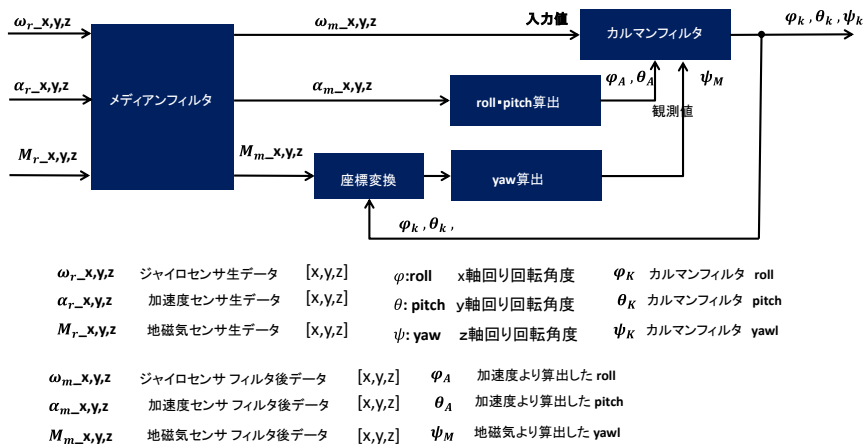 ω_r_x,y,z
ω_m_x,y,z
入力値
カルマンフィルタ
φ_k , θ_k , ψ_k
φ_A , θ_A
ψ_M
α_r_x,y,z
メディアンフィルタ
α_m_x,y,z
roll・pitch算出
観測値
M_r_x,y,z
M_m_x,y,z
座標変換
yaw算出
φ_k , θ_k ,
ω_r_x,y,z ジャイロセンサ生データ [x,y,z] φ:roll x軸回り回転角度 φ_K カルマンフィルタ roll
α_r_x,y,z 加速度センサ生データ [x,y,z] θ: pitch y軸回り回転角度 θ_K カルマンフィルタ pitch
M_r_x,y,z 地磁気センサ生データ [x,y,z] ψ: yaw z軸回り回転角度 ψ_K カルマンフィルタ yawl
ω_m_x,y,z ジャイロセンサ フィルタ後データ [x,y,z] φ_A 加速度より算出した roll
α_m_x,y,z 加速度センサ フィルタ後データ [x,y,z] θ_A 加速度より算出した pitch
M_m_x,y,z 地磁気センサ フィルタ後データ [x,y,z] ψ_M 地磁気より算出した yawl